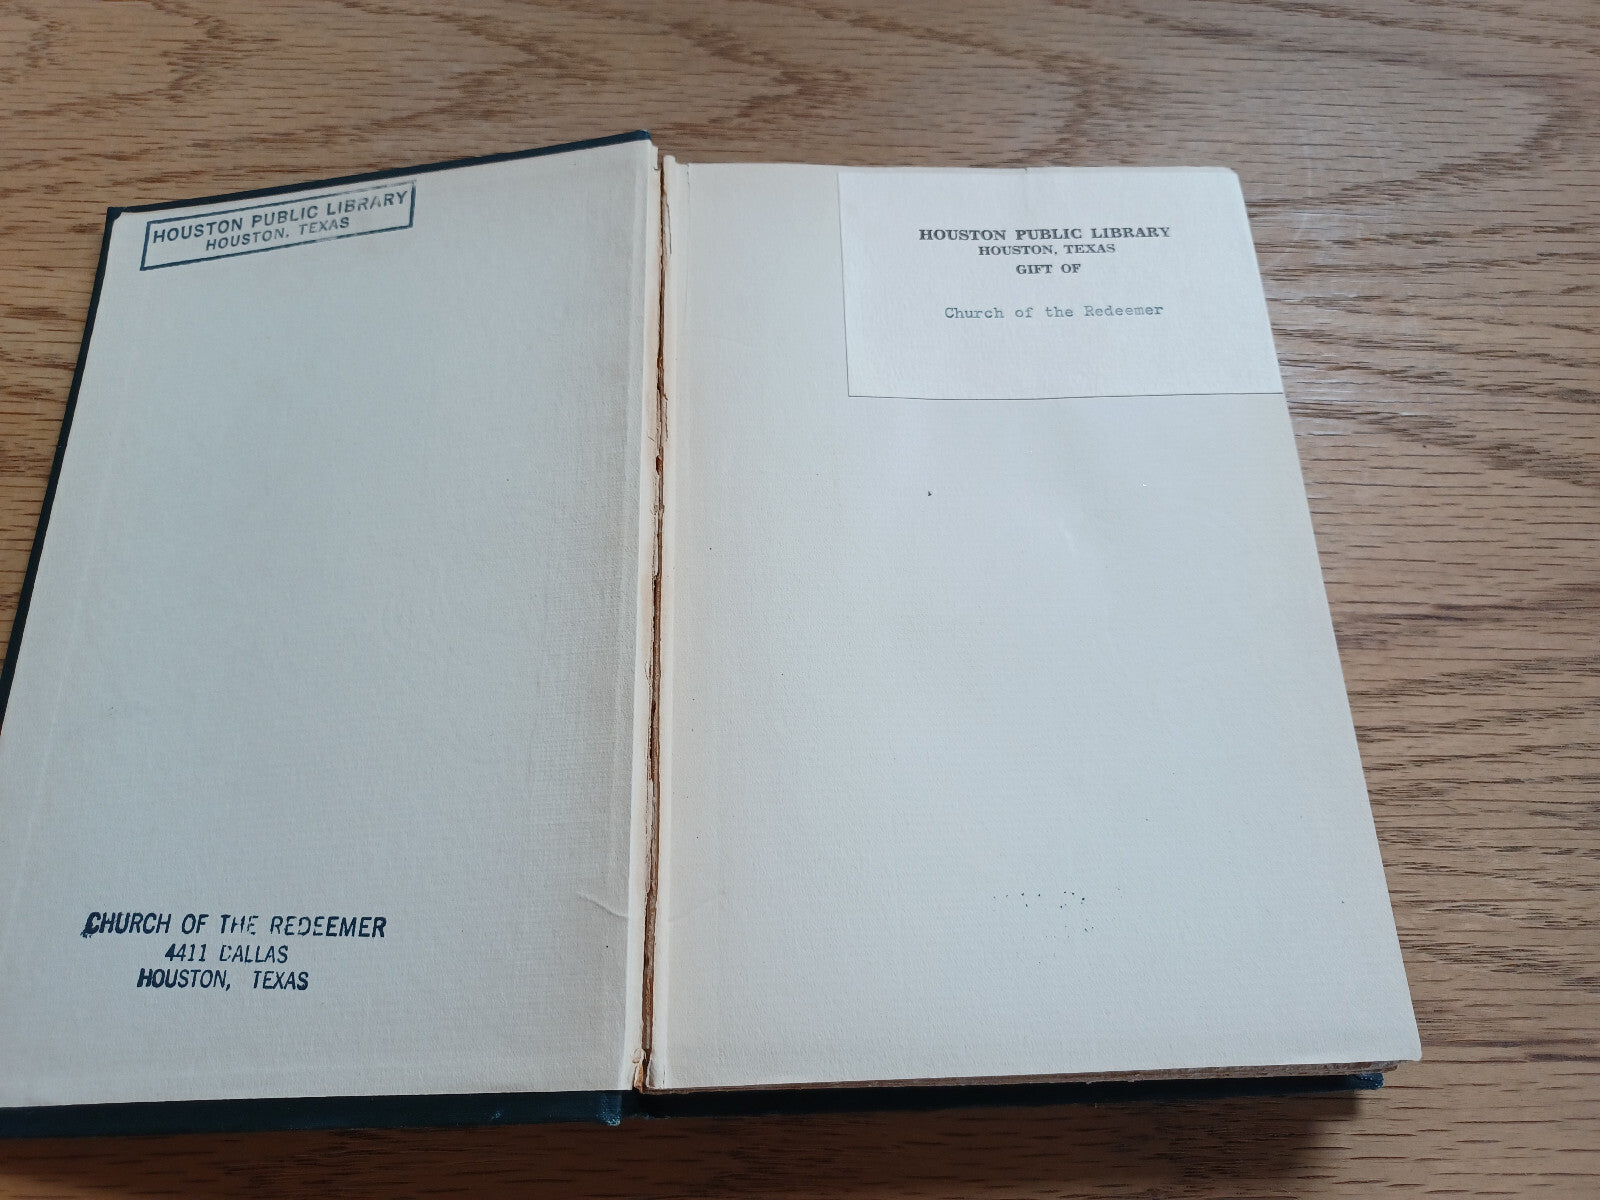 HOUSTON PUBLIC LIBRARY
HOUSTON, TEXAS
CHURCH OF THE REDEEMER
4411 DALLAS
HOUSTON, TEXAS
HOUSTON PUBLIC LIBRARY
HOUSTON, TEXAS
GIFT OF
Church of the Redeemer